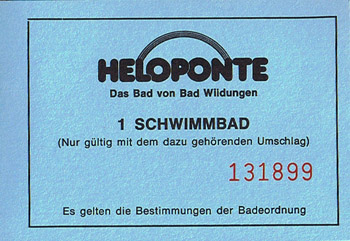 HELOPONTE
Das Bad von Bad Wildungen
1 SCHWIMMBAD
(Nur gültig mit dem dazu gehörenden Umschlag)
131899
Es gelten die Bestimmungen der Badeordnung